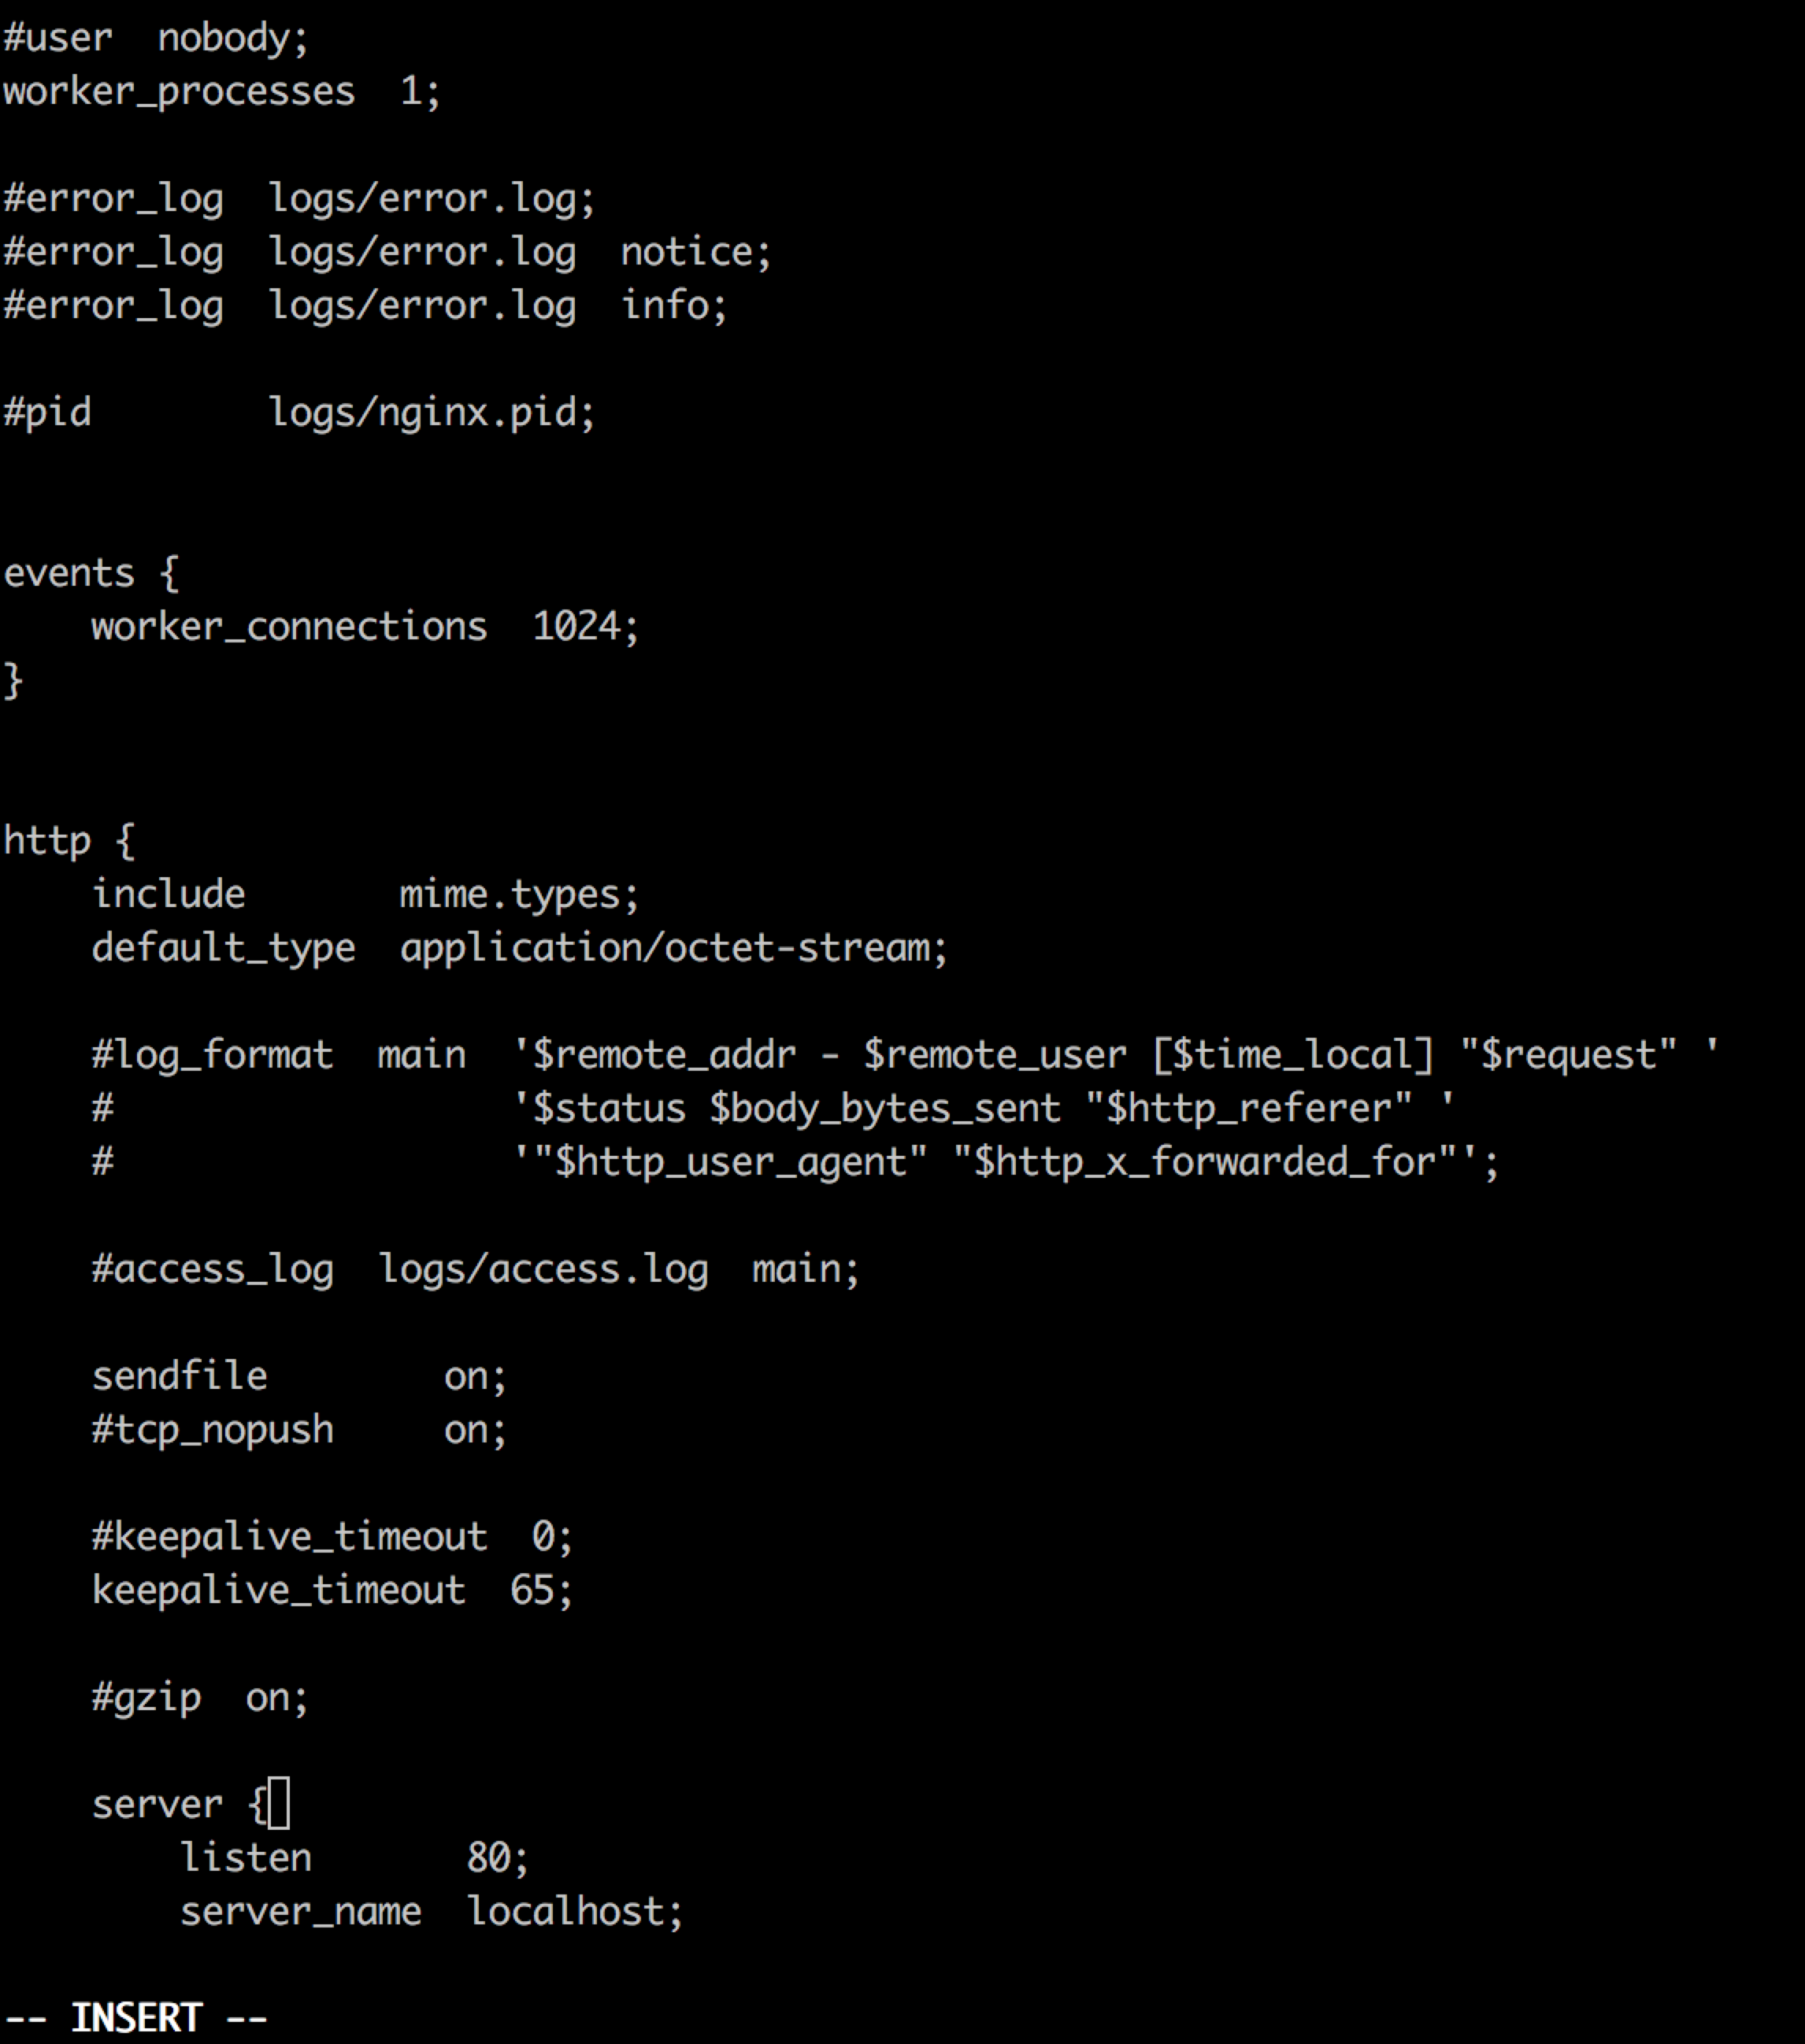 #user  nobody;
worker_processes  1;

#error_log  logs/error.log;
#error_log  logs/error.log  notice;
#error_log  logs/error.log  info;

#pid        logs/nginx.pid;


events {
    worker_connections  1024;
}


http {
    include       mime.types;
    default_type  application/octet-stream;

    #log_format  main  '$remote_addr - $remote_user [$time_local] "$request" '
    #                  '$status $body_bytes_sent "$http_referer" '
    #                  '"$http_user_agent" "$http_x_forwarded_for"';

    #access_log  logs/access.log  main;

    sendfile        on;
    #tcp_nopush     on;

    #keepalive_timeout  0;
    keepalive_timeout  65;

    #gzip  on;

    server {
        listen       80;
        server_name  localhost;

-- INSERT --